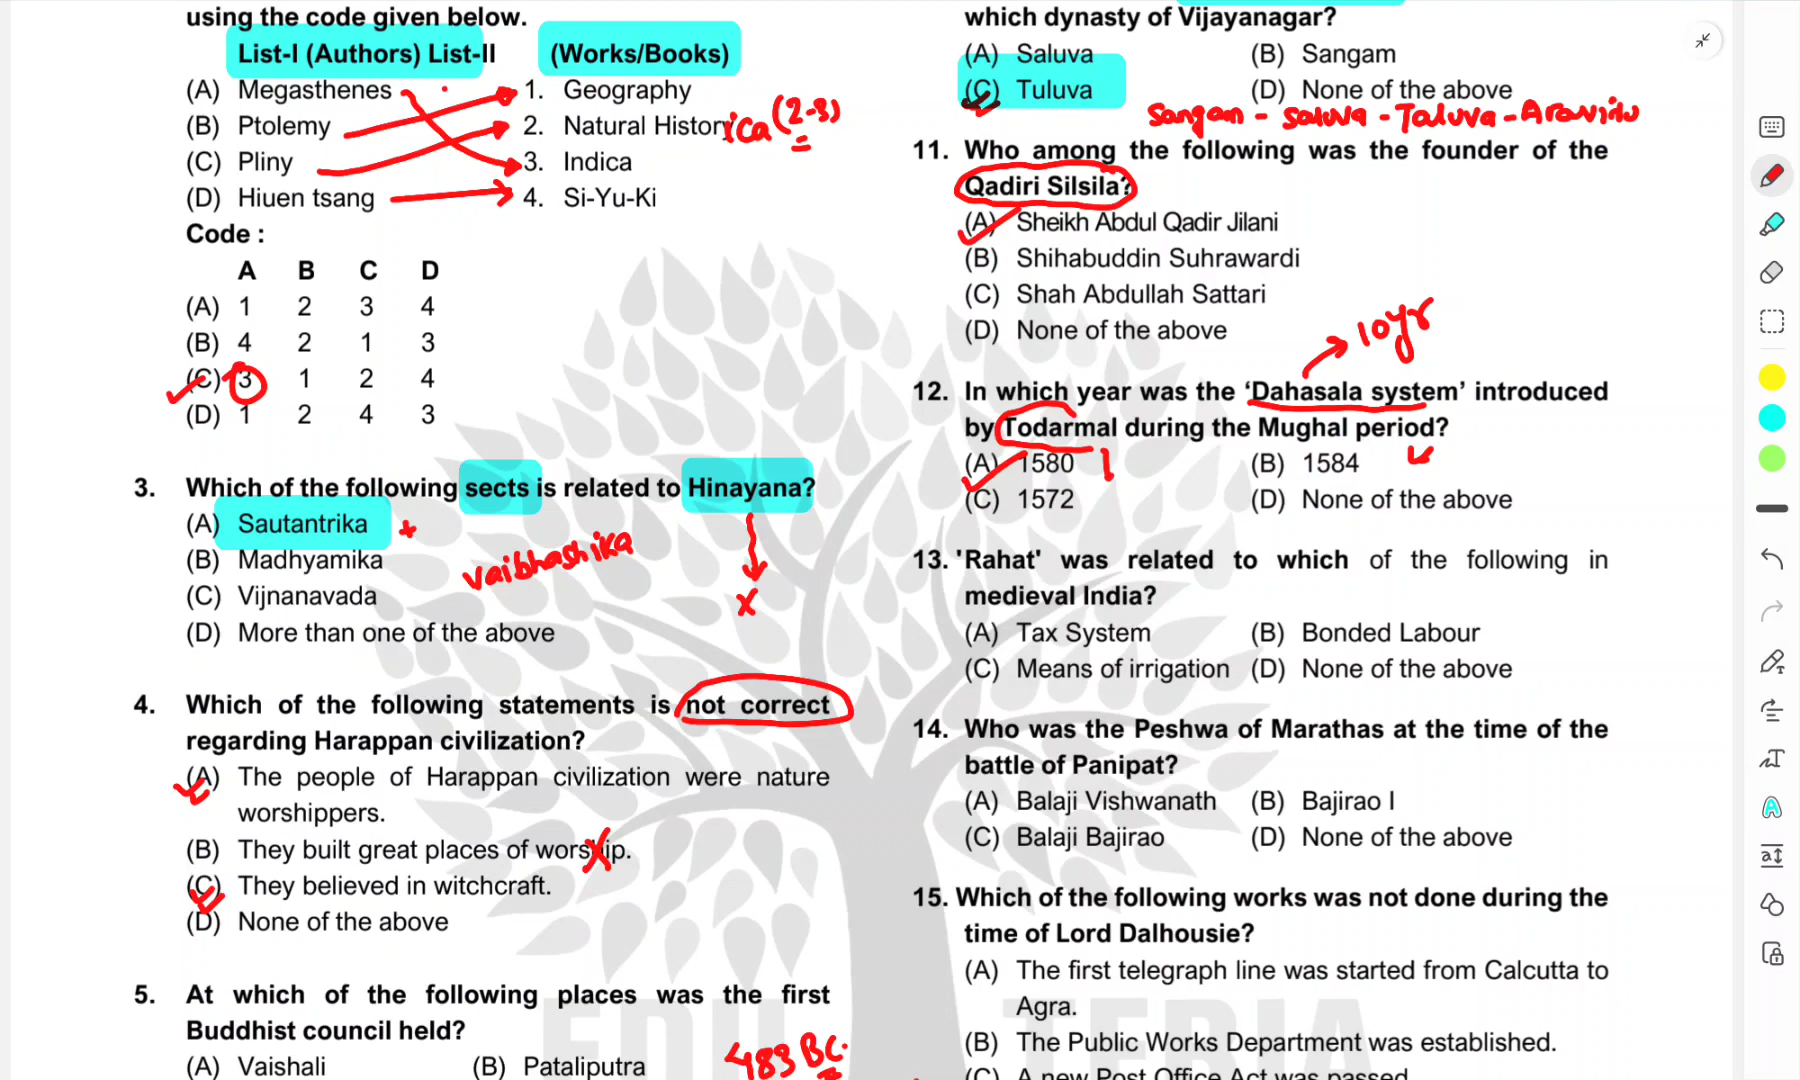 using the code given below.
List-I (Authors) List-II (Works/Books)
(A) Megasthenes 1. Geography
(B) Ptolemy 2. Natural History
ica (2-3)
(C) Pliny 3. Indica
(D) Hiuen tsang 4. Si-Yu-Ki
Code :
A B C D
(A) 1 2 3 4
(B) 4 2 1 3
(C) 3 1 2 4
(D) 1 2 4 3
3. Which of the following sects is related to Hinayana?
(A) Sautantrika +
(B) Madhyamika
vaibhashika
(C) Vijnanavada
(D) More than one of the above
4. Which of the following statements is not correct
regarding Harappan civilization?
(A) The people of Harappan civilization were nature
worshippers.
(B) They built great places of worship.
(C) They believed in witchcraft.
(D) None of the above
5. At which of the following places was the first
Buddhist council held?
(A) Vaishali (B) Pataliputra
483 BC.
which dynasty of Vijayanagar?
(A) Saluva (B) Sangam
(C) Tuluva (D) None of the above
Sangam - Saluva - Taluva - Aravidu
11. Who among the following was the founder of the
Qadiri Silsila?
(A) Sheikh Abdul Qadir Jilani
(B) Shihabuddin Suhrawardi
(C) Shah Abdullah Sattari
(D) None of the above
10yr
12. In which year was the ‘Dahasala system’ introduced
by Todarmal during the Mughal period?
(A) 1580 (B) 1584
(C) 1572 (D) None of the above
13. 'Rahat' was related to which of the following in
medieval India?
(A) Tax System (B) Bonded Labour
(C) Means of irrigation (D) None of the above
14. Who was the Peshwa of Marathas at the time of the
battle of Panipat?
(A) Balaji Vishwanath (B) Bajirao I
(C) Balaji Bajirao (D) None of the above
15. Which of the following works was not done during the
time of Lord Dalhousie?
(A) The first telegraph line was started from Calcutta to
Agra.
(B) The Public Works Department was established.
(C) A new Post Office Act was passed